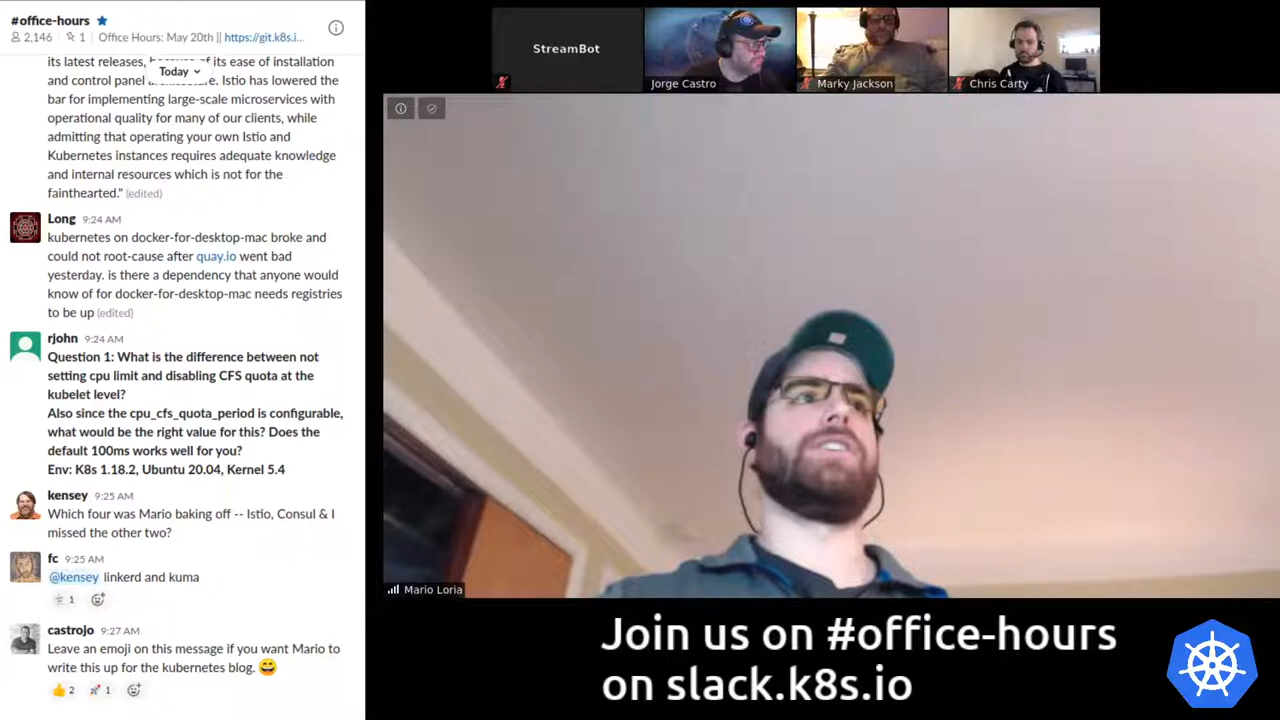 #office-hours
2,146 | 1 | Office Hours: May 20th || https://git.k8s.i...
its latest releases, because of its ease of installation
Today
and control panel architecture. Istio has lowered the
bar for implementing large-scale microservices with
operational quality for many of our clients, while
admitting that operating your own Istio and
Kubernetes instances requires adequate knowledge
and internal resources which is not for the
fainthearted." (edited)
Long 9:24 AM
kubernetes on docker-for-desktop-mac broke and
could not root-cause after quay.io went bad
yesterday. is there a dependency that anyone would
know of for docker-for-desktop-mac needs registries
to be up (edited)
rjohn 9:24 AM
Question 1: What is the difference between not
setting cpu limit and disabling CFS quota at the
kubelet level?
Also since the cpu_cfs_quota_period is configurable,
what would be the right value for this? Does the
default 100ms works well for you?
Env: K8s 1.18.2, Ubuntu 20.04, Kernel 5.4
kensey 9:25 AM
Which four was Mario baking off -- Istio, Consul & I
missed the other two?
fc 9:25 AM
@kensey linkerd and kuma
1
castrojo 9:27 AM
Leave an emoji on this message if you want Mario to
write this up for the kubernetes blog.
2 1
StreamBot
Jorge Castro
Marky Jackson
Chris Carty
Mario Loria
Join us on #office-hours
on slack.k8s.io